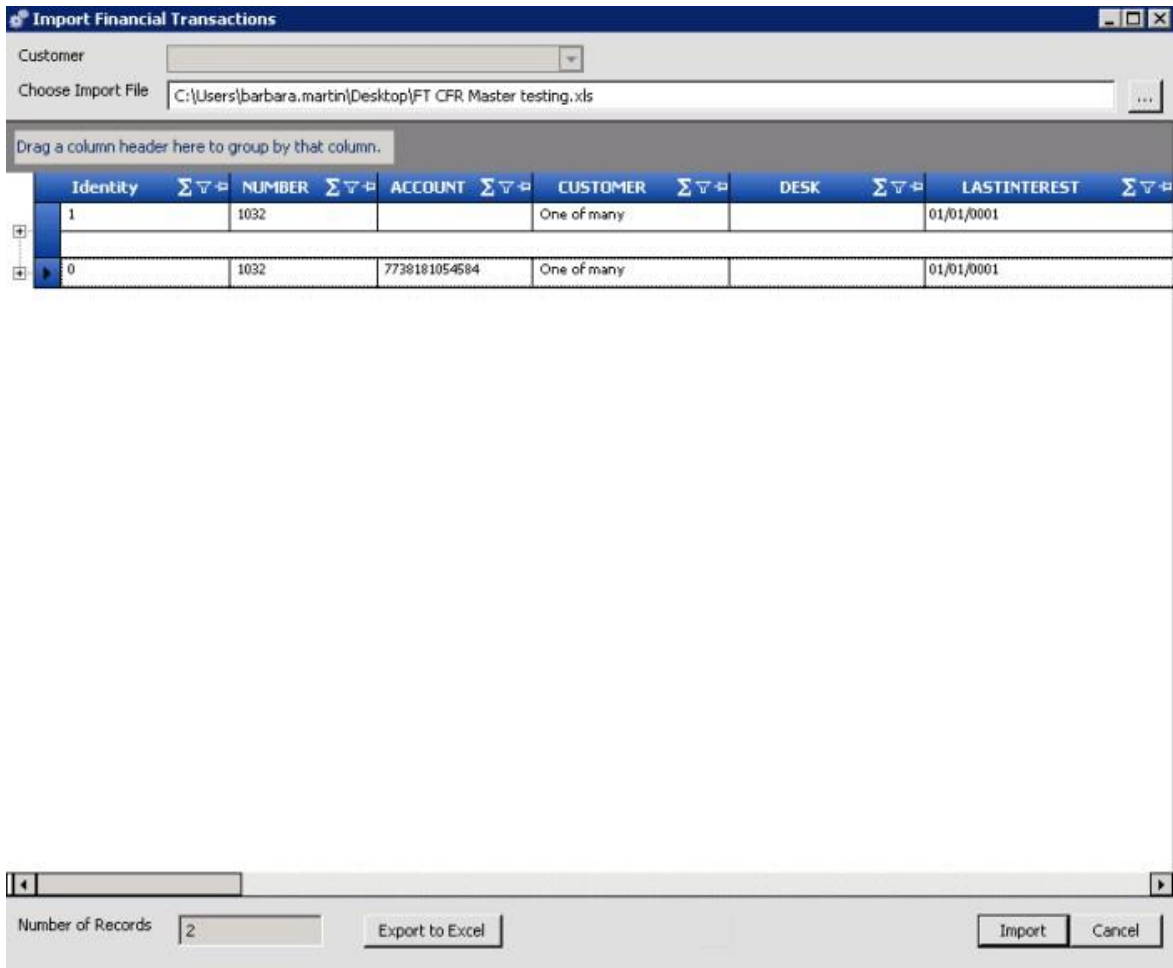 Import Financial Transactions
Customer
Choose Import File C:\Users\barbara.martin\Desktop\FT CFR Master testing.xls ...
Drag a column header here to group by that column.
Identity Σ NUMBER Σ ACCOUNT Σ CUSTOMER Σ DESK Σ LASTINTEREST Σ
1 1032 One of many 01/01/0001
0 1032 7738181054584 One of many 01/01/0001
Number of Records 2 Export to Excel Import Cancel